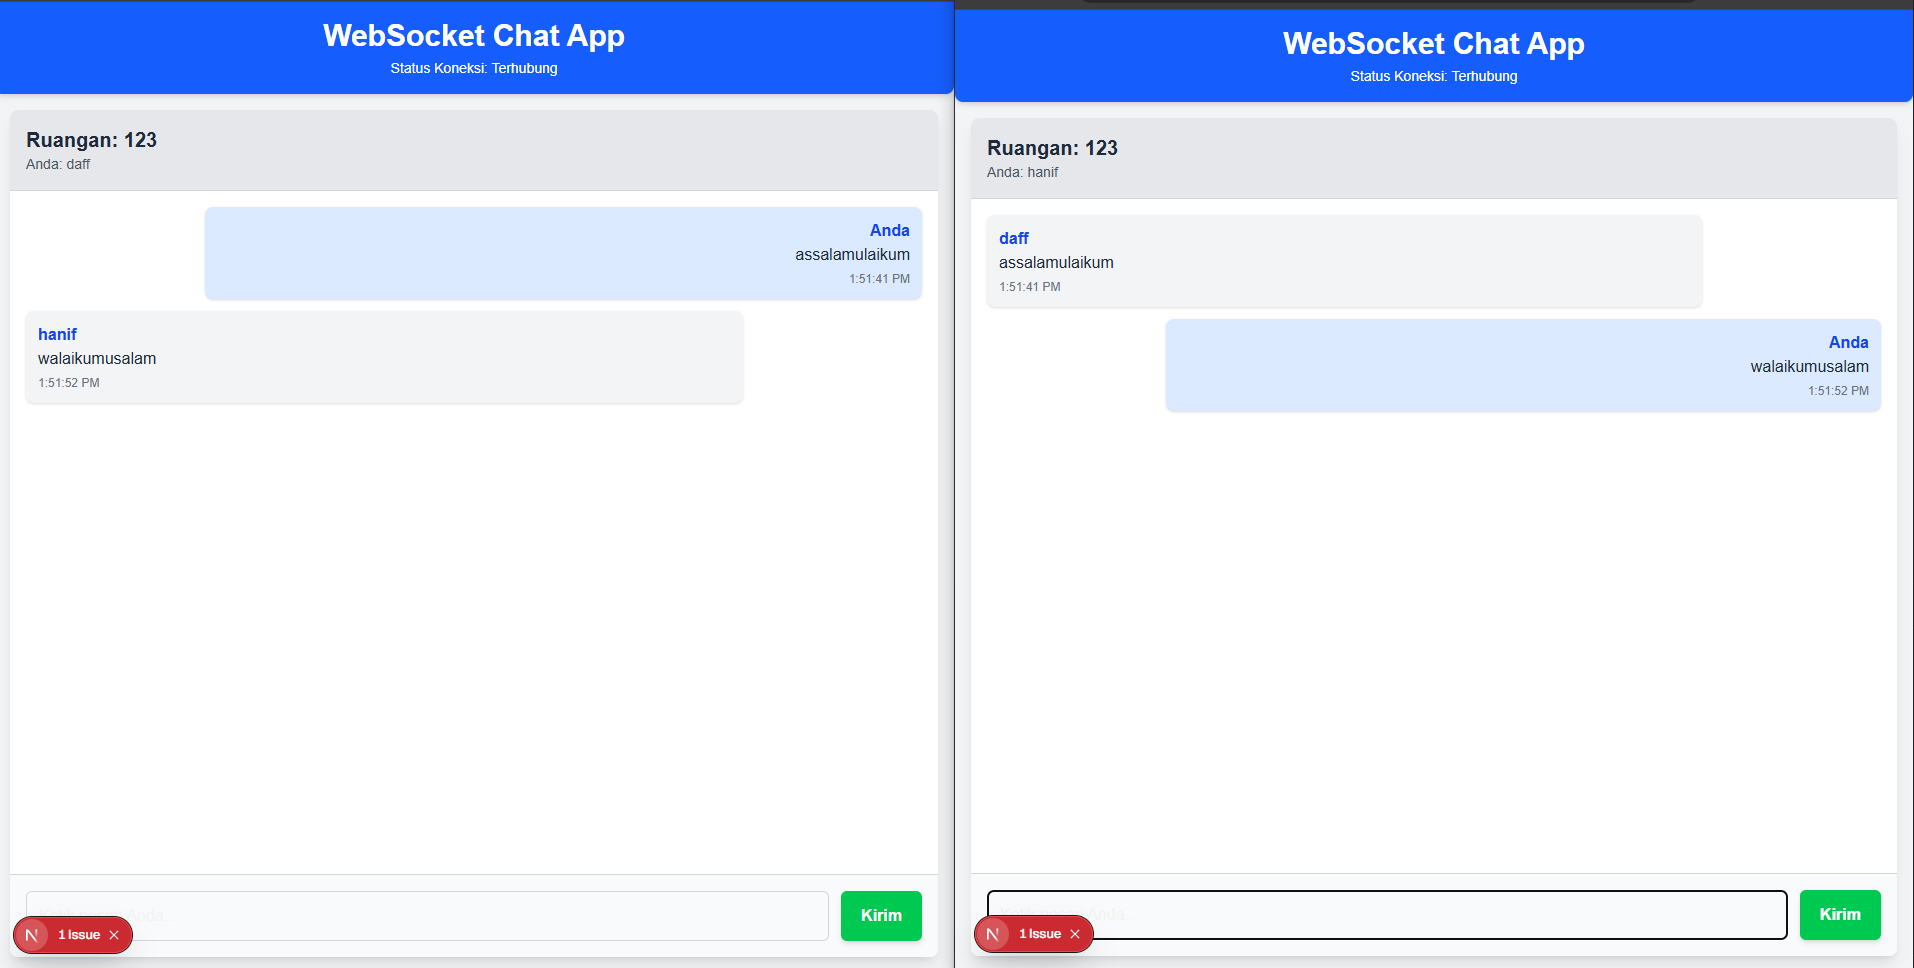 WebSocket Chat App
Status Koneksi: Terhubung
Ruangan: 123
Anda: daff
Anda
assalamulaikum
1:51:41 PM
hanif
walaikumusalam
1:51:52 PM
Anda...
Kirim
N
1 Issue
WebSocket Chat App
Status Koneksi: Terhubung
Ruangan: 123
Anda: hanif
daff
assalamulaikum
1:51:41 PM
Anda
walaikumusalam
1:51:52 PM
Anda...
Kirim
N
1 Issue